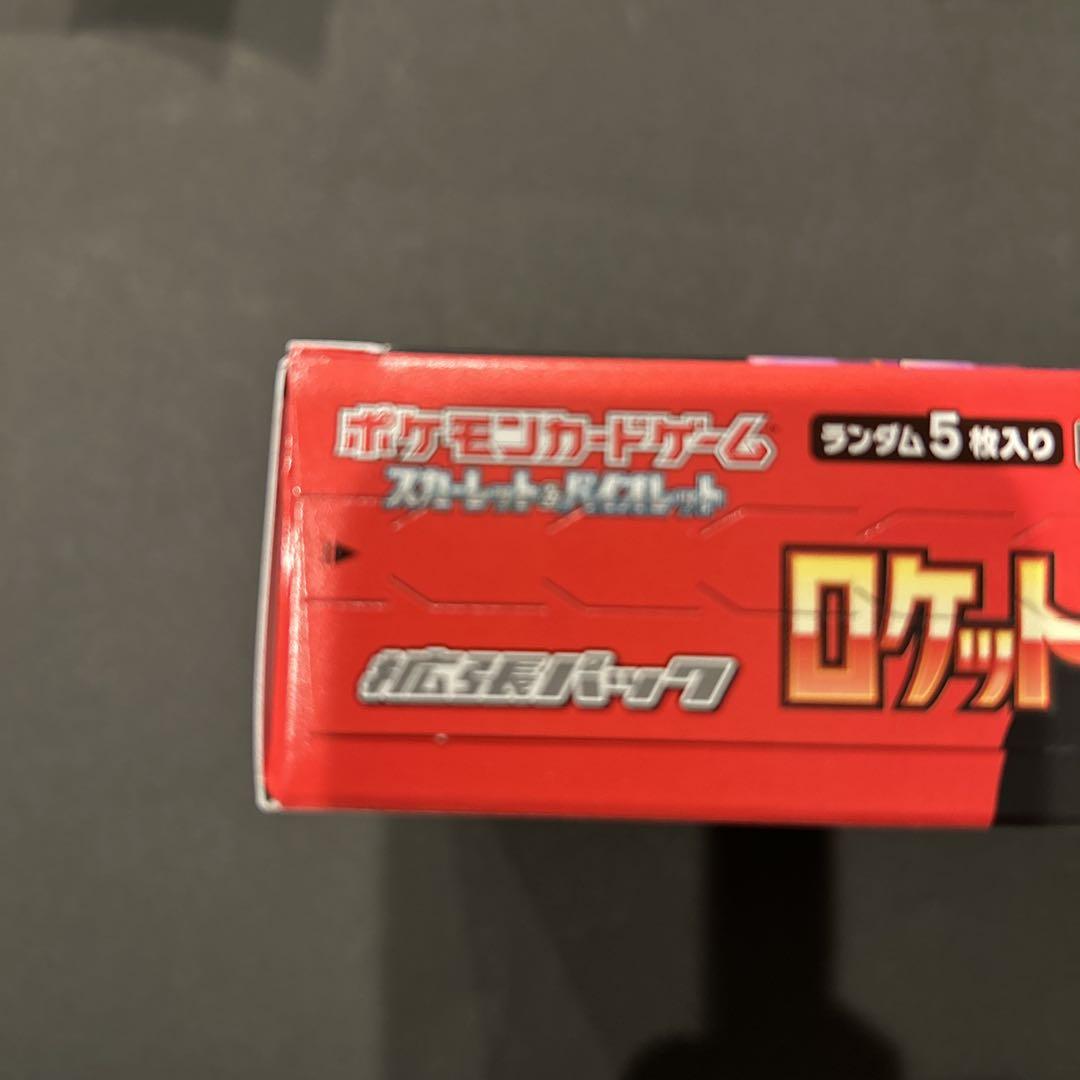 ポケモンカードゲーム
スカーレット&バイオレット
ランダム5枚入り
拡張パック
ロケット